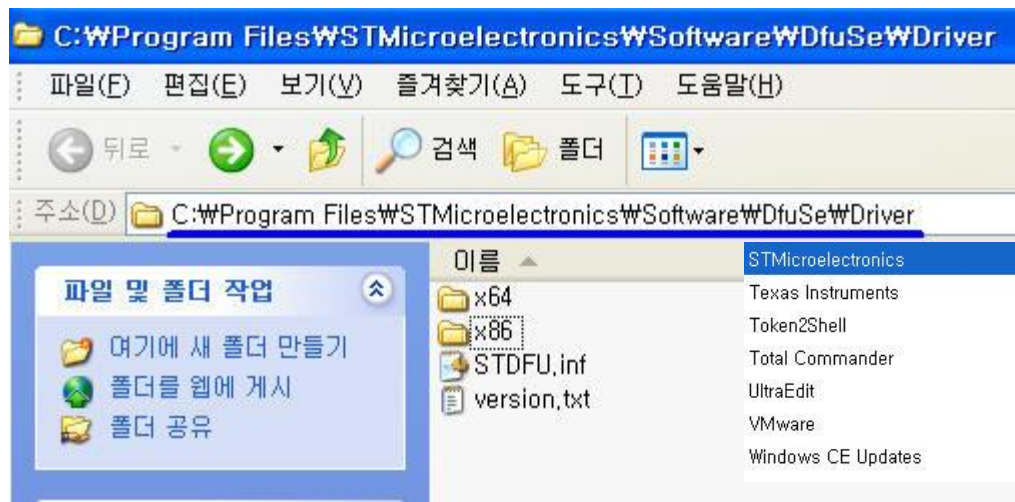 C:₩Program Files₩STMicroelectronics₩Software₩DfuSe₩Driver
파일(F) 편집(E) 보기(V) 즐겨찾기(A) 도구(T) 도움말(H)
뒤로 검색 폴더
주소(D) C:₩Program Files₩STMicroelectronics₩Software₩DfuSe₩Driver
파일 및 폴더 작업
여기에 새 폴더 만들기
폴더를 웹에 게시
폴더 공유
이름
x64
x86
STDFU.inf
version.txt
STMicroelectronics
Texas Instruments
Token2Shell
Total Commander
UltraEdit
VMware
Windows CE Updates